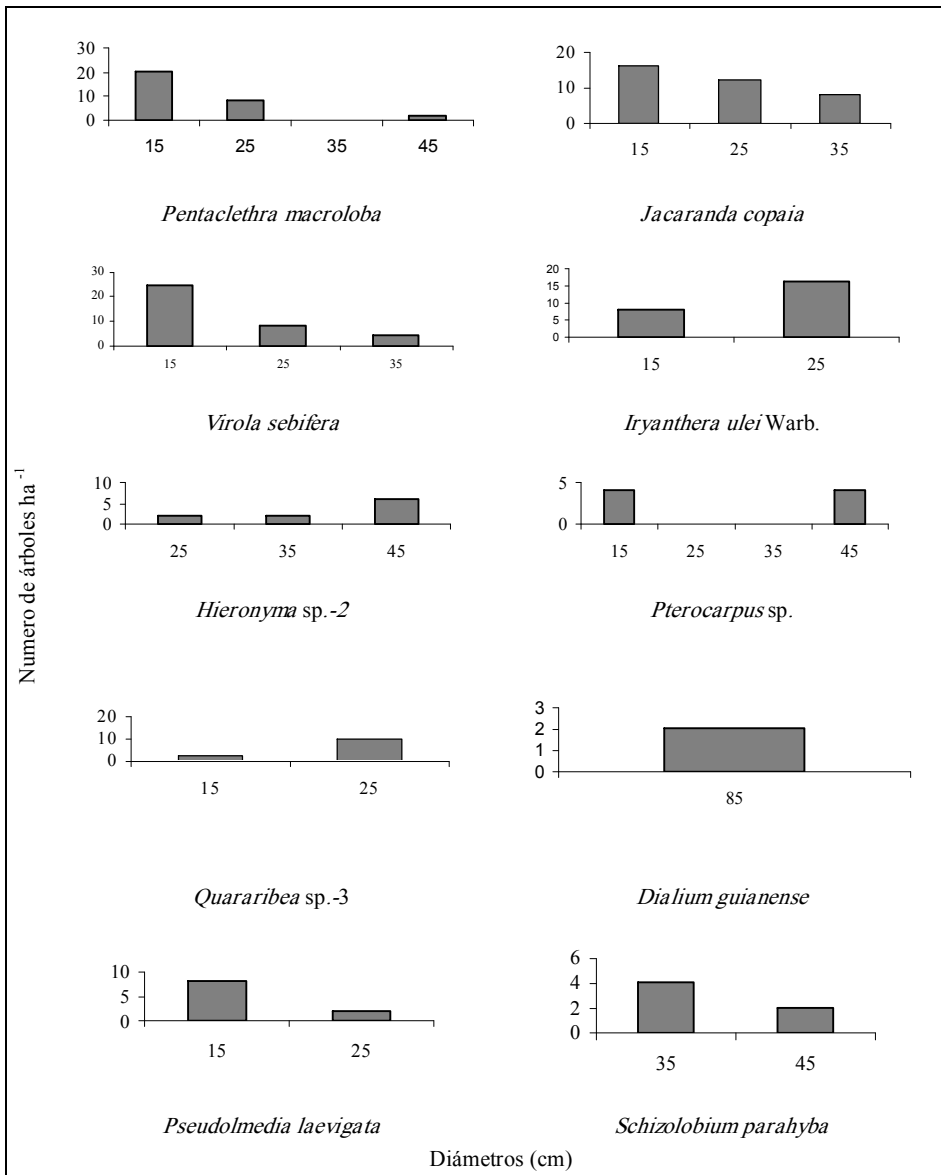 30
20
10
0
15 25 35 45
Pentaclethra macroloba
20
10
0
15 25 35
Jacaranda copaia
30
20
10
0
15 25 35
Virola sebifera
20
15
10
5
0
15 25
Iryanthera ulei Warb.
10
5
0
25 35 45
Hieronyma sp.-2
5
0
15 25 35 45
Pterocarpus sp.
20
10
0
15 25
Quararibea sp.-3
3
2
1
0
85
Dialium guianense
10
5
0
15 25
Pseudolmedia laevigata
6
4
2
0
35 45
Schizolobium parahyba
Numero de árboles ha -1
Diámetros (cm)